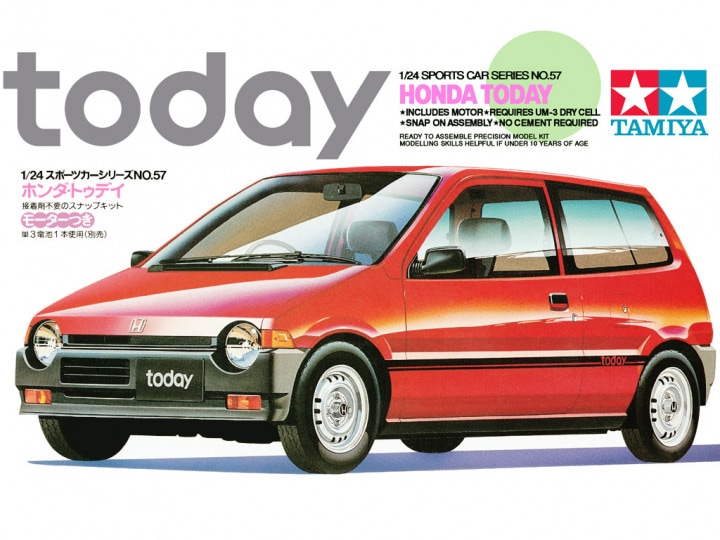 today
1/24 SPORTS CAR SERIES NO.57
HONDA TODAY
★INCLUDES MOTOR★REQUIRES UM-3 DRY CELL
★SNAP ON ASSEMBLY★NO CEMENT REQUIRED
READY TO ASSEMBLE PRECISION MODEL KIT
MODELLING SKILLS HELPFUL IF UNDER 10 YEARS OF AGE
TAMIYA
1/24 スポーツカーシリーズNO.57
ホンダ・トゥデイ
接着剤不要のスナップキット
モーターつき
単3電池1本使用(別売)
today
today